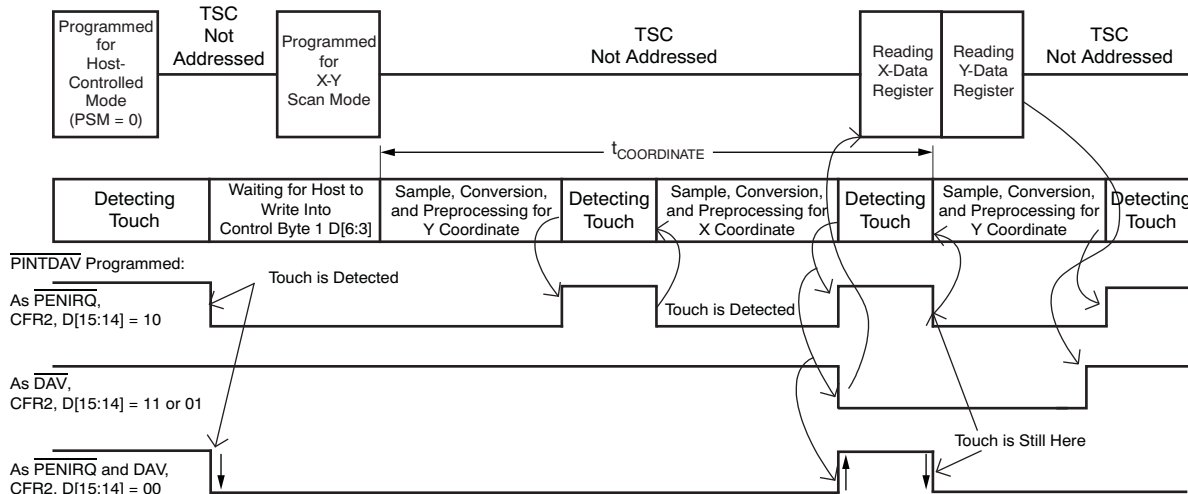 Programmed
for
Host-
Controlled
Mode
(PSM = 0)
TSC
Not
Addressed
Programmed
for
X-Y
Scan Mode
TSC
Not Addressed
Reading
X-Data
Register
Reading
Y-Data
Register
TSC
Not Addressed
tCOORDINATE
Detecting
Touch
Waiting for Host to
Write Into
Control Byte 1 D[6:3]
Sample, Conversion,
and Preprocessing for
Y Coordinate
Detecting
Touch
Sample, Conversion,
and Preprocessing for
X Coordinate
Detecting
Touch
Sample, Conversion,
and Preprocessing for
Y Coordinate
Detecting
Touch
PINTDAV Programmed:
Touch is Detected
As PENIRQ,
CFR2, D[15:14] = 10
Touch is Detected
As DAV,
CFR2, D[15:14] = 11 or 01
Touch is Still Here
As PENIRQ and DAV,
CFR2, D[15:14] = 00